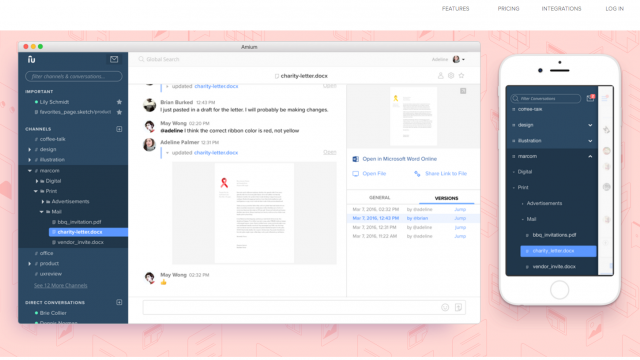 FEATURES
PRICING
INTEGRATIONS
LOG IN
Anium
Global Search
Adeline
filter channels & conversations...
IMPORTANT
Lily Schmidt
favorites_page.sketch
CHANNELS
coffee-talk
design
illustration
marcom
Digital
Print
Advertisements
Mail
bbq_invitation.pdf
charity-letter.docx
vendor_invite.docx
office
product
uxreview
See 12 More Channels
DIRECT CONVERSATIONS
Brie Collier
charity-letter.docx
updated charity-letter.docx
Open
Brian Burked 12:43 PM
I just pasted in a draft for the letter. I will probably be making changes.
May Wong 02:20 PM
#adeline I think the correct ribbon color is red, not yellow
Adeline Palmer 12:31 PM
updated charity-letter.docx
Open
May Wong 02:32 PM
Open in Microsoft Word Online
Open File
Share Link to File
GENERAL
VERSIONS
Mar 7, 2016, 02:32 PM by @adeline Jump
Mar 7, 2016, 12:43 PM by @brian Jump
Mar 7, 2016, 12:31 PM by @adeline Jump
Mar 7, 2016, 11:22 AM by @adeline Jump
Filter Conversations
coffee-talk
design
illustration
marcom
Digital
Print
Advertisements
Mail
bbq_invitations.pdf
charity_letter.docx
vendor_invite.docx